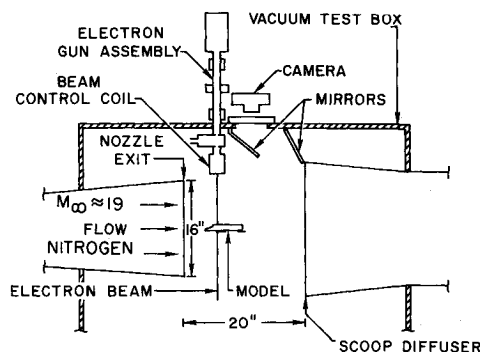 VACUUM TEST BOX
ELECTRON
GUN ASSEMBLY
BEAM
CONTROL COIL
CAMERA
MIRRORS
NOZZLE
EXIT
M∞≈19
FLOW
NITROGEN
16"
ELECTRON BEAM
MODEL
20"
SCOOP DIFFUSER